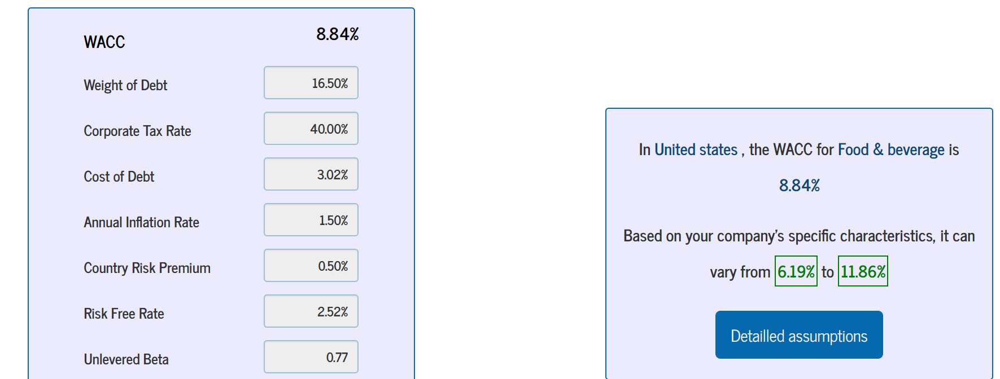 WACC 8.84%
Weight of Debt 16.50%
Corporate Tax Rate 40.00%
Cost of Debt 3.02%
Annual Inflation Rate 1.50%
Country Risk Premium 0.50%
Risk Free Rate 2.52%
Unlevered Beta 0.77
In United states , the WACC for Food & beverage is
8.84%
Based on your company's specific characteristics, it can
vary from 6.19% to 11.86%
Detailled assumptions